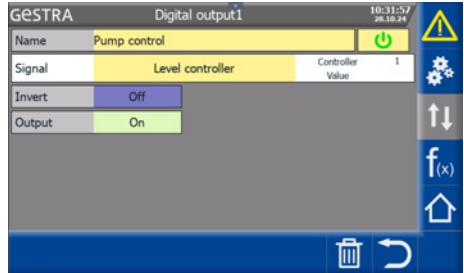 GESTRA Digital output1 10:31:57
28.10.24
Name Pump control
Signal Level controller Controller 1
Value
Invert Off
Output On
f(x)